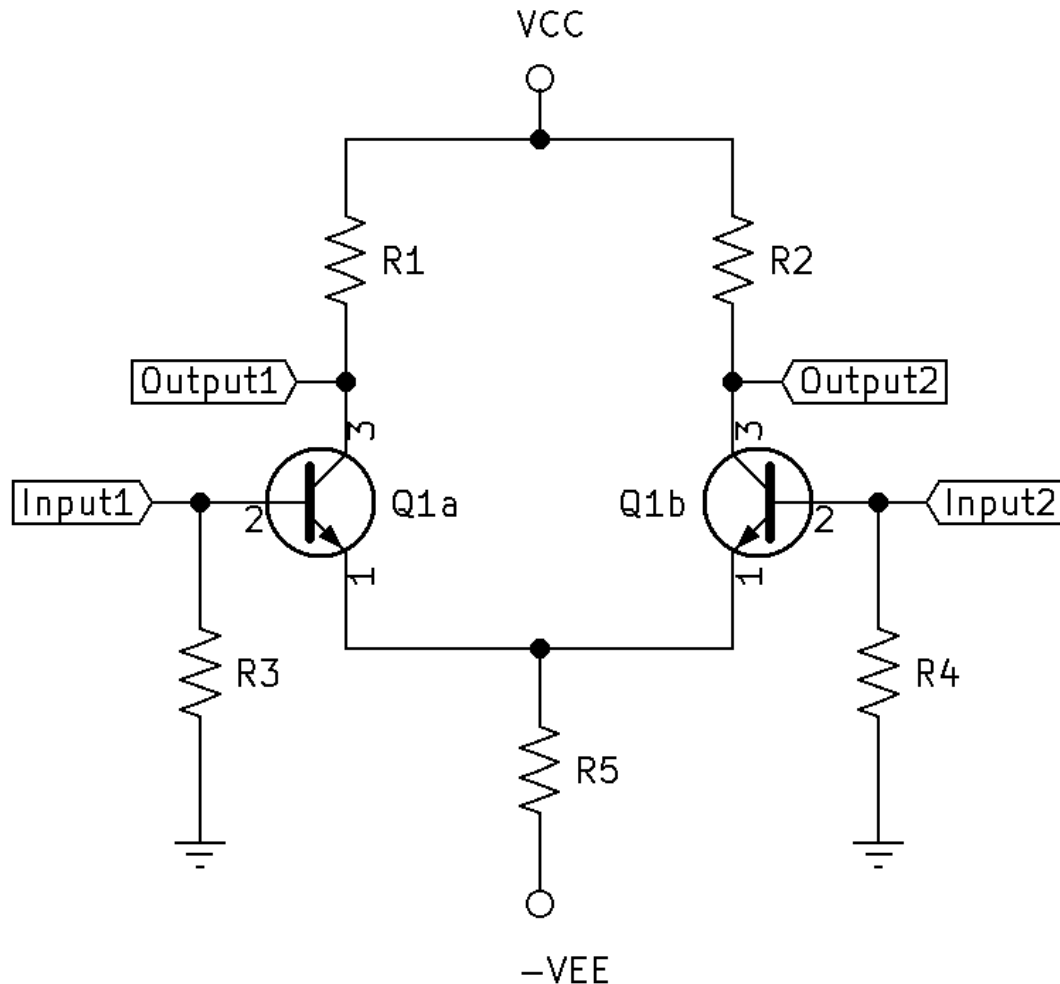 VCC
R1
R2
Output1
Output2
3
3
Input1
2
Q1a
Q1b
2
Input2
1
1
R3
R4
R5
-VEE